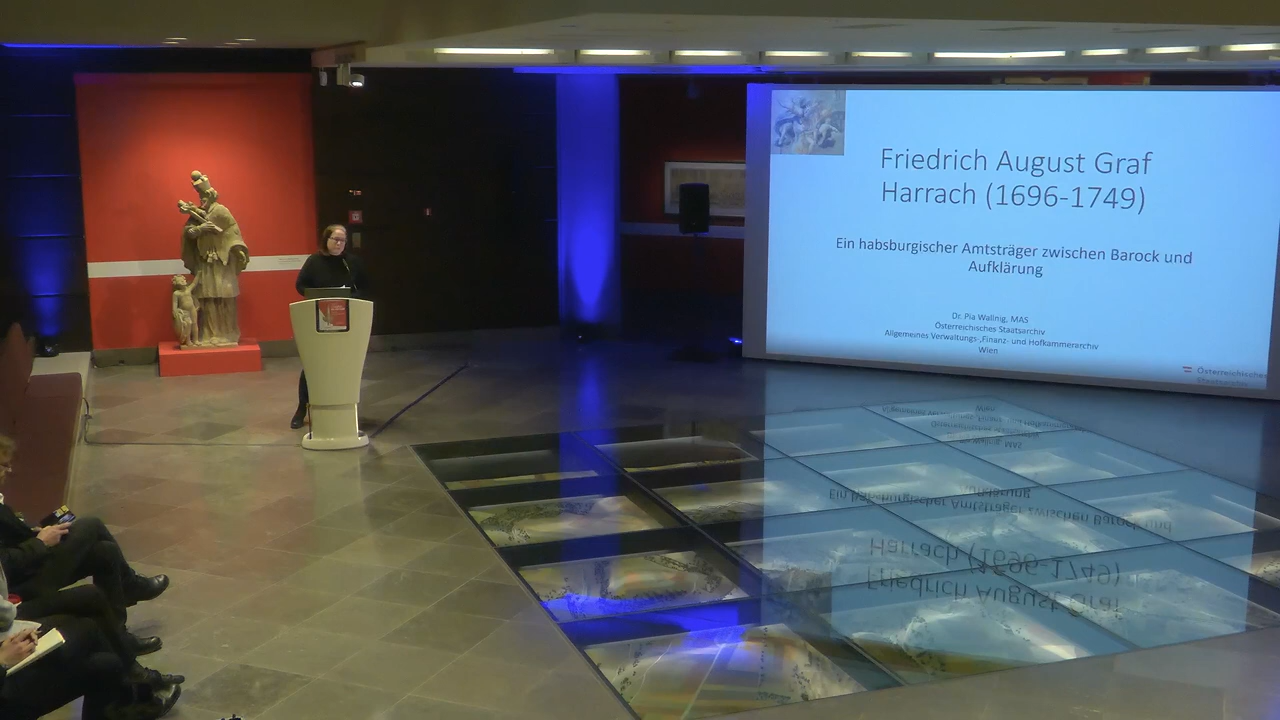 Friedrich August Graf
Harrach (1696-1749)
Ein habsburgischer Amtsträger zwischen Barock und
Aufklärung
Dr. Pia Wallnig, MAS
Österreichisches Staatsarchiv
Allgemeines Verwaltungs-,Finanz- und Hofkammerarchiv
Wien
Österreichisches
Staatsarchiv